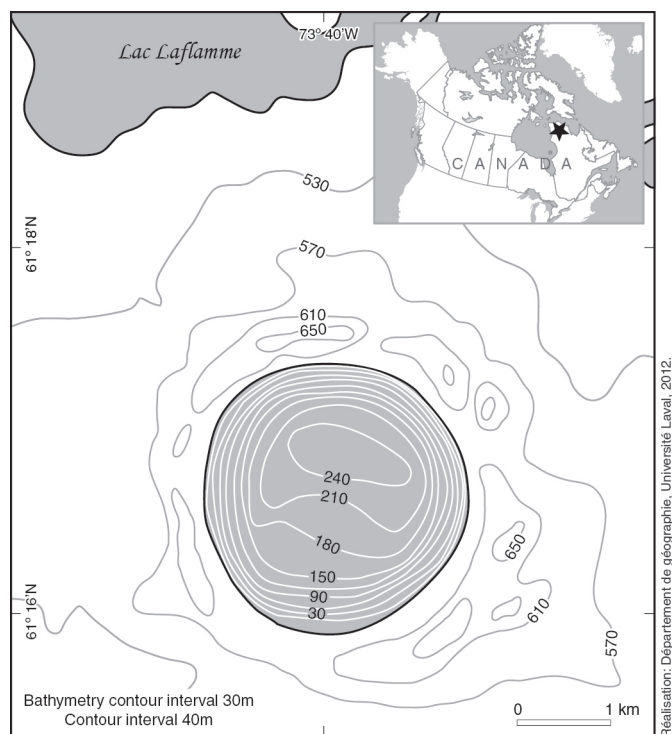 73° 40'W
Lac Laflamme
CANADA
530
61° 18'N
570
610
650
240
210
180
150
90
30
650
610
570
61° 16'N
Bathymetry contour interval 30m
Contour interval 40m
0 1 km
Réalisation: Département de géographie, Université Laval, 2012.